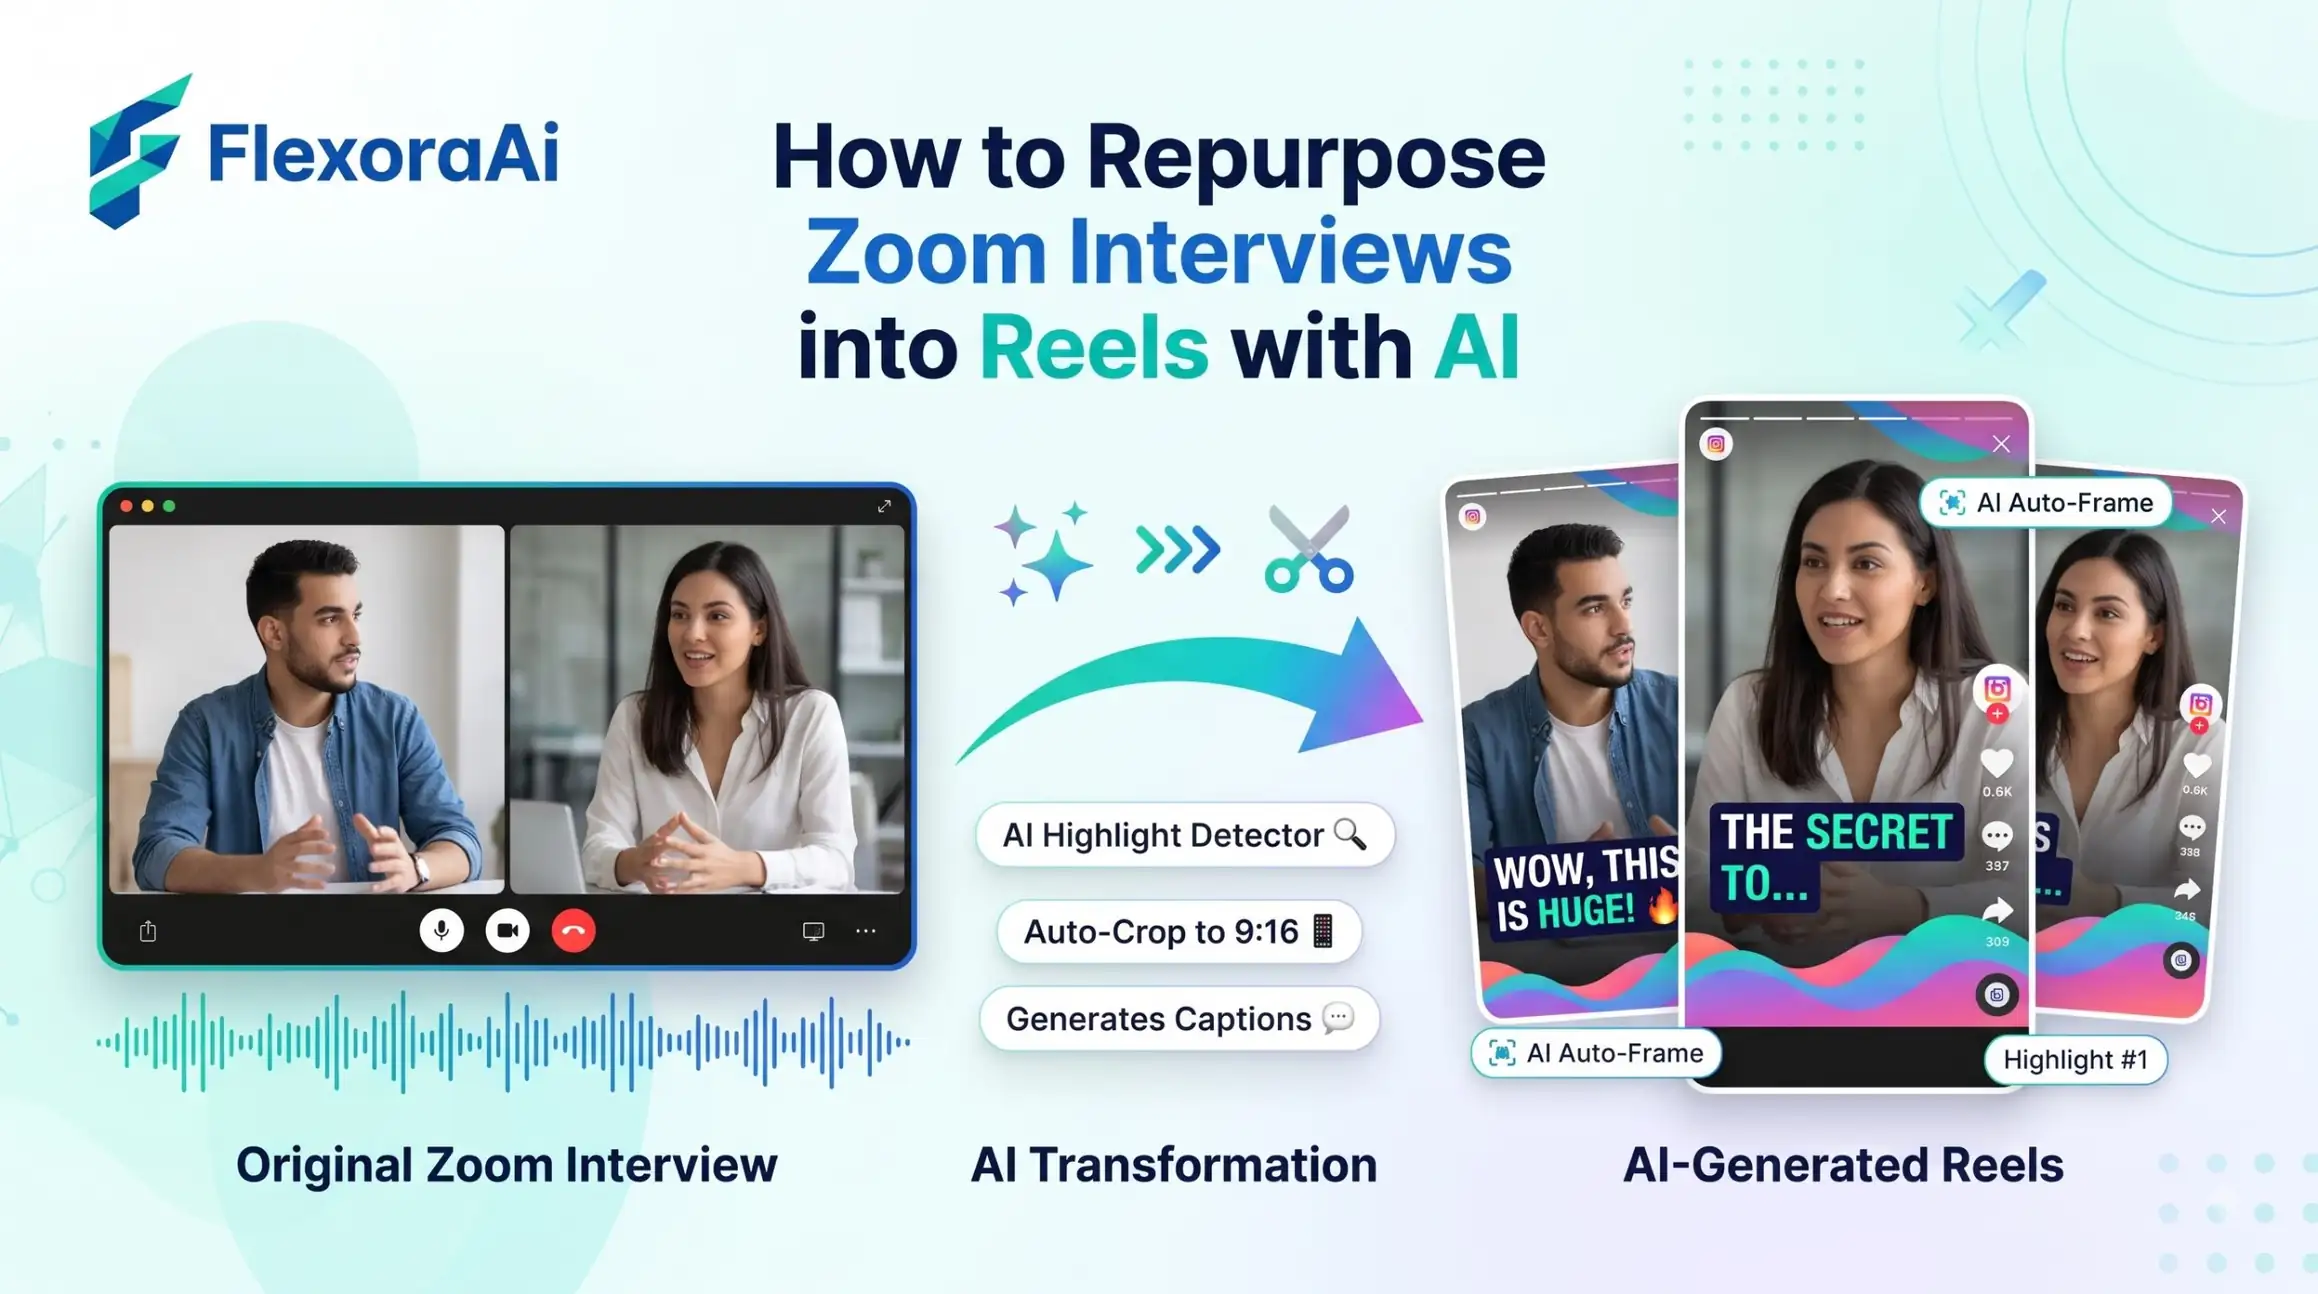 FlexoraAi
How to Repurpose
Zoom Interviews
into Reels with AI
AI Highlight Detector
Auto-Crop to 9:16
Generates Captions
WOW, THIS
IS HUGE!
AI Auto-Frame
THE SECRET
TO...
0.6K
337
309
AI Auto-Frame
S
...
0.6K
338
34S
Highlight #1
Original Zoom Interview
AI Transformation
AI-Generated Reels